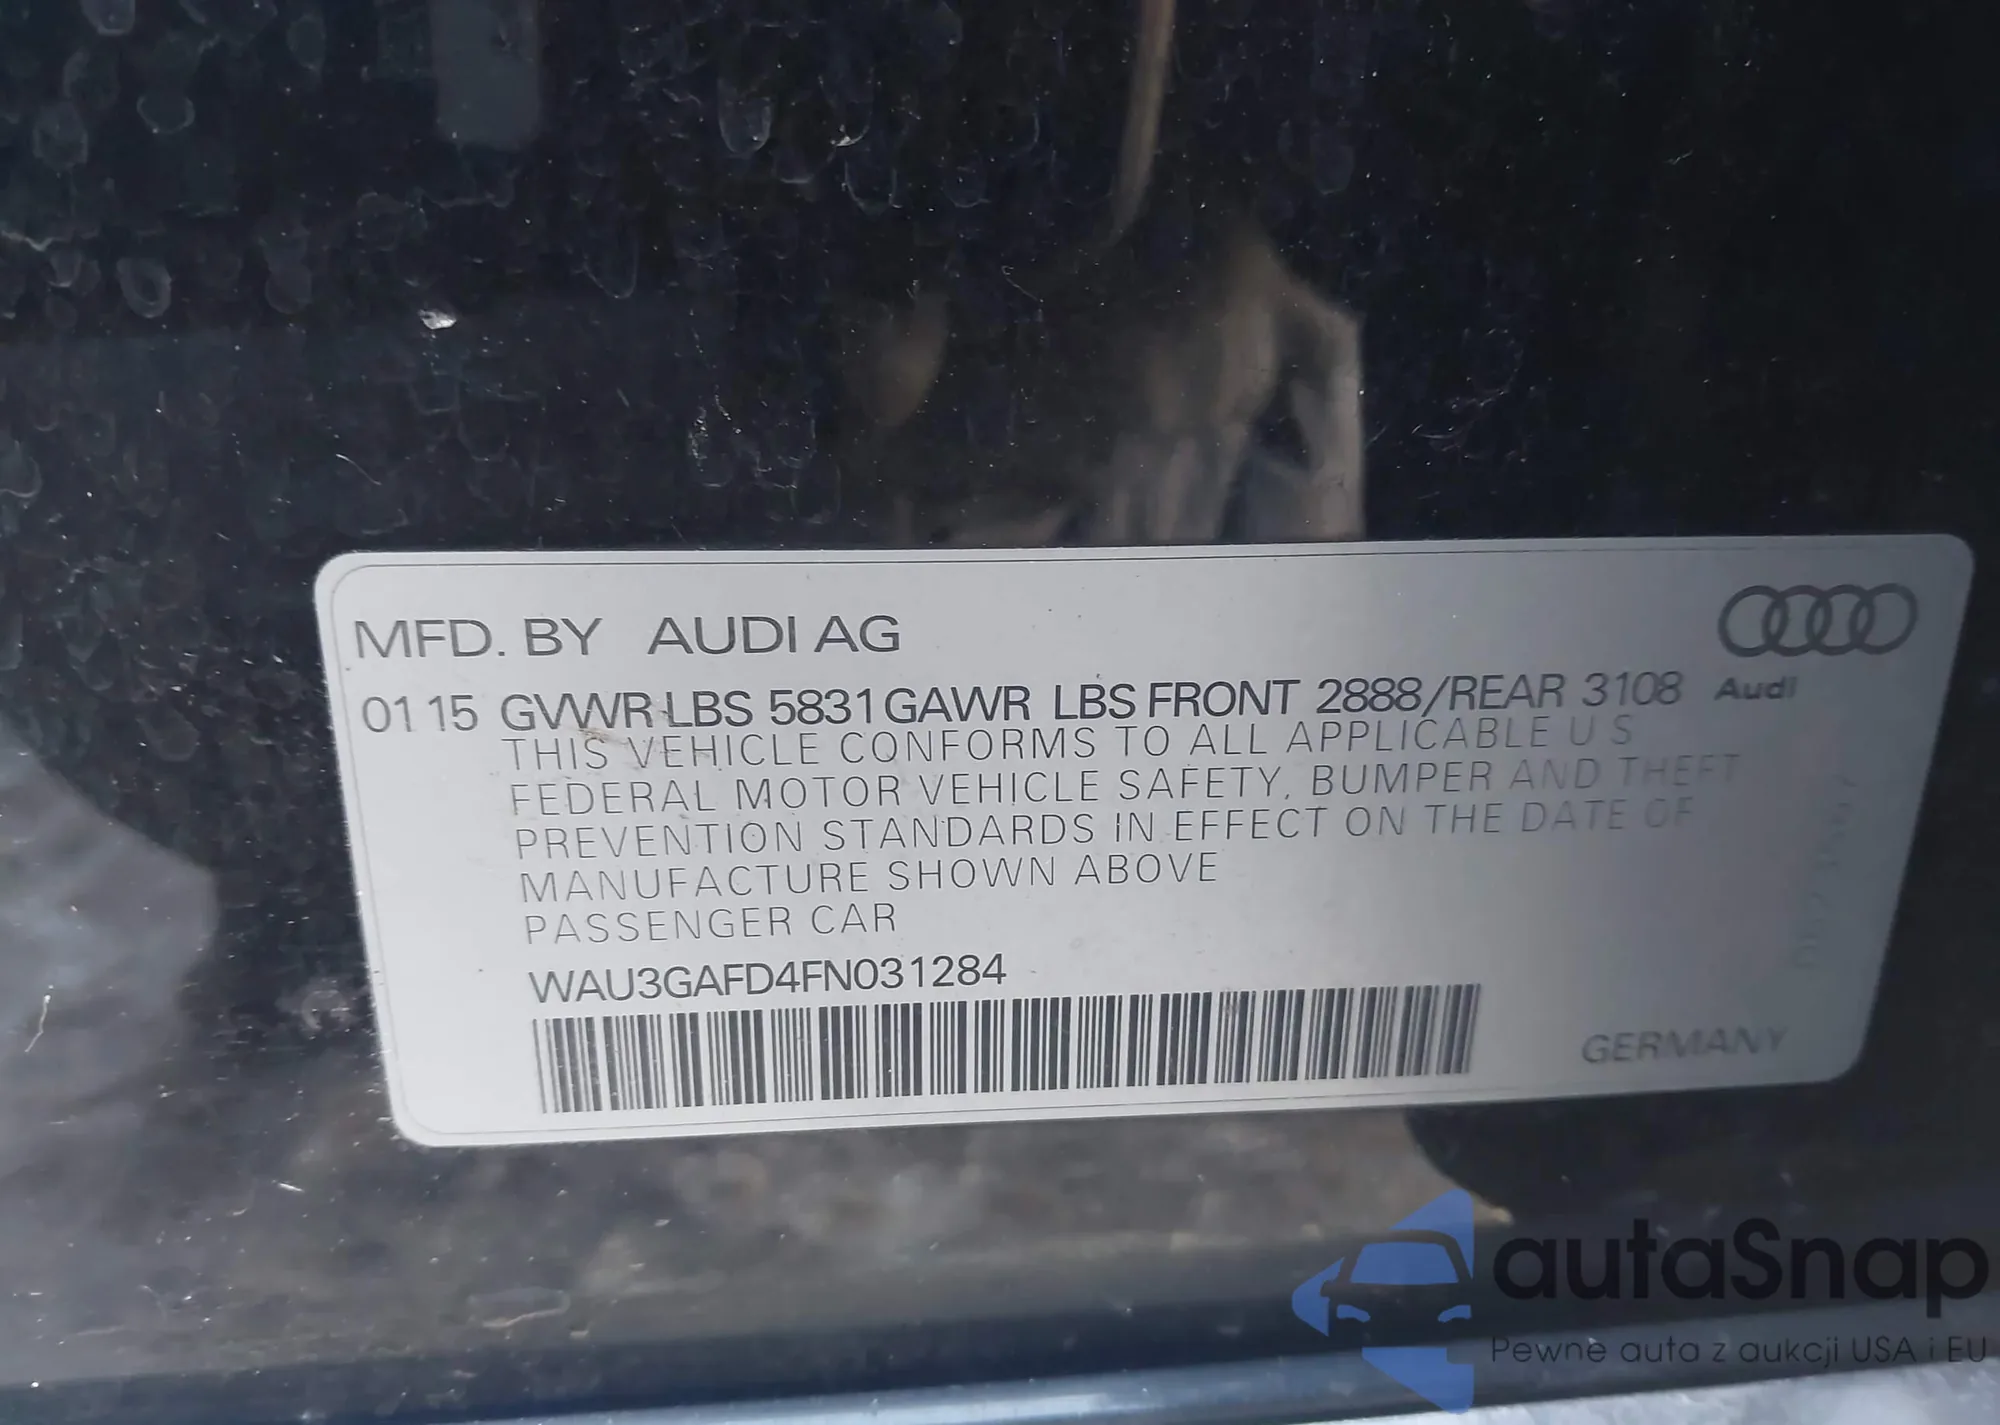 MFD. BY AUDI AG
01 15 GVWR LBS 5831 GAWR LBS FRONT 2888/REAR 3108 Audi
THIS VEHICLE CONFORMS TO ALL APPLICABLE U S
FEDERAL MOTOR VEHICLE SAFETY, BUMPER AND THEFT
PREVENTION STANDARDS IN EFFECT ON THE DATE OF
MANUFACTURE SHOWN ABOVE
PASSENGER CAR
WAU3GAFD4FN031284
GERMANY
autaSnap
Pewne auta z aukcji USA i EU